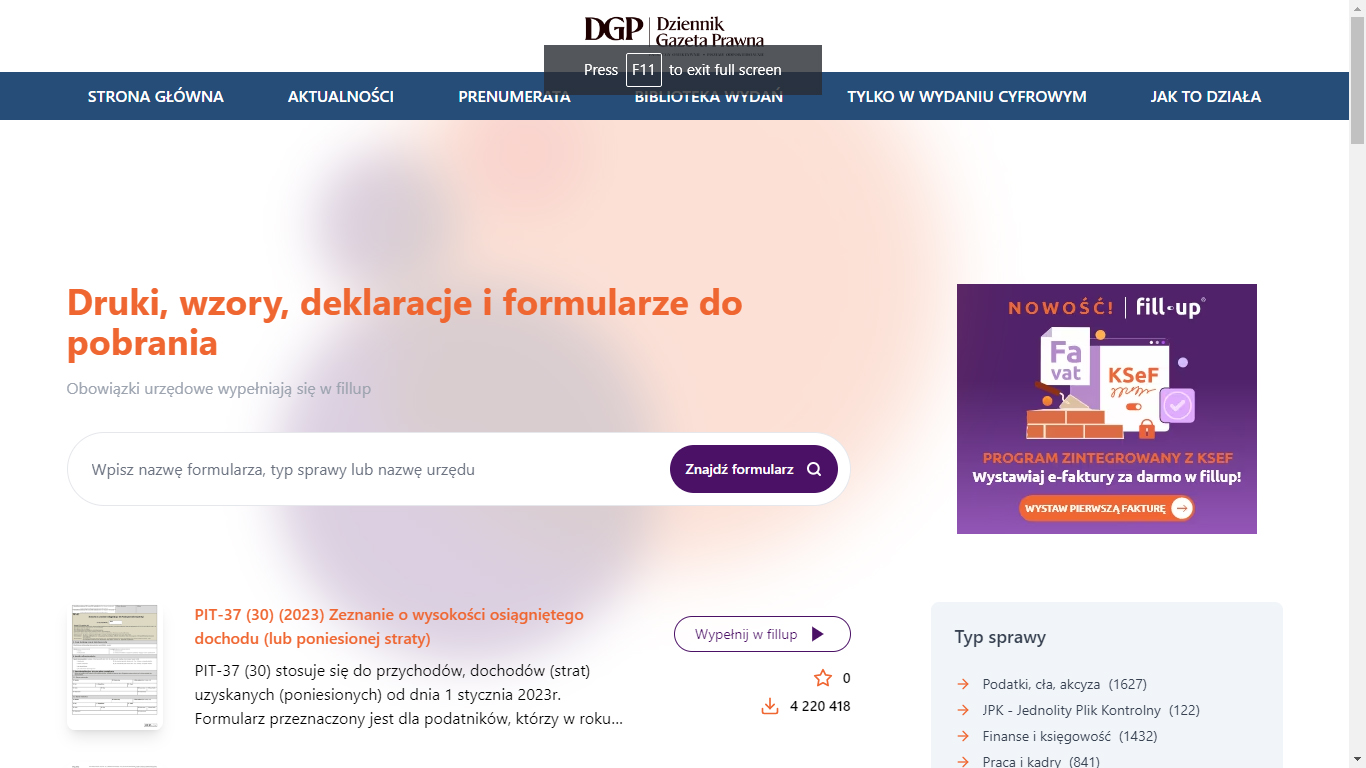 DGP Dziennik
Gazeta Prawna
Press F11 to exit full screen
STRONA GŁÓWNA AKTUALNOŚCI PRENUMERATA BIBLIOTEKA WYDAŃ TYLKO W WYDANIU CYFROWYM JAK TO DZIAŁA
Druki, wzory, deklaracje i formularze do
pobrania
Obowiązki urzędowe wypełniają się w fillup
Wpisz nazwę formularza, typ sprawy lub nazwę urzędu
Znajdź formularz
NOWOŚĆ! fill-up®
Fa
vat
KSeF
PROGRAM ZINTEGROWANY Z KSEF
Wystawiaj e-faktury za darmo w fillup!
WYSTAW PIERWSZĄ FAKTURĘ
PIT-37 (30) (2023) Zeznanie o wysokości osiągniętego
dochodu (lub poniesionej straty)
PIT-37 (30) stosuje się do przychodów, dochodów (strat)
uzyskanych (poniesionych) od dnia 1 stycznia 2023r.
Formularz przeznaczony jest dla podatników, którzy w roku...
Wypełnij w fillup
0
4 220 418
Typ sprawy
Podatki, cła, akcyza (1627)
JPK - Jednolity Plik Kontrolny (122)
Finanse i księgowość (1432)
Praca i kadry (841)